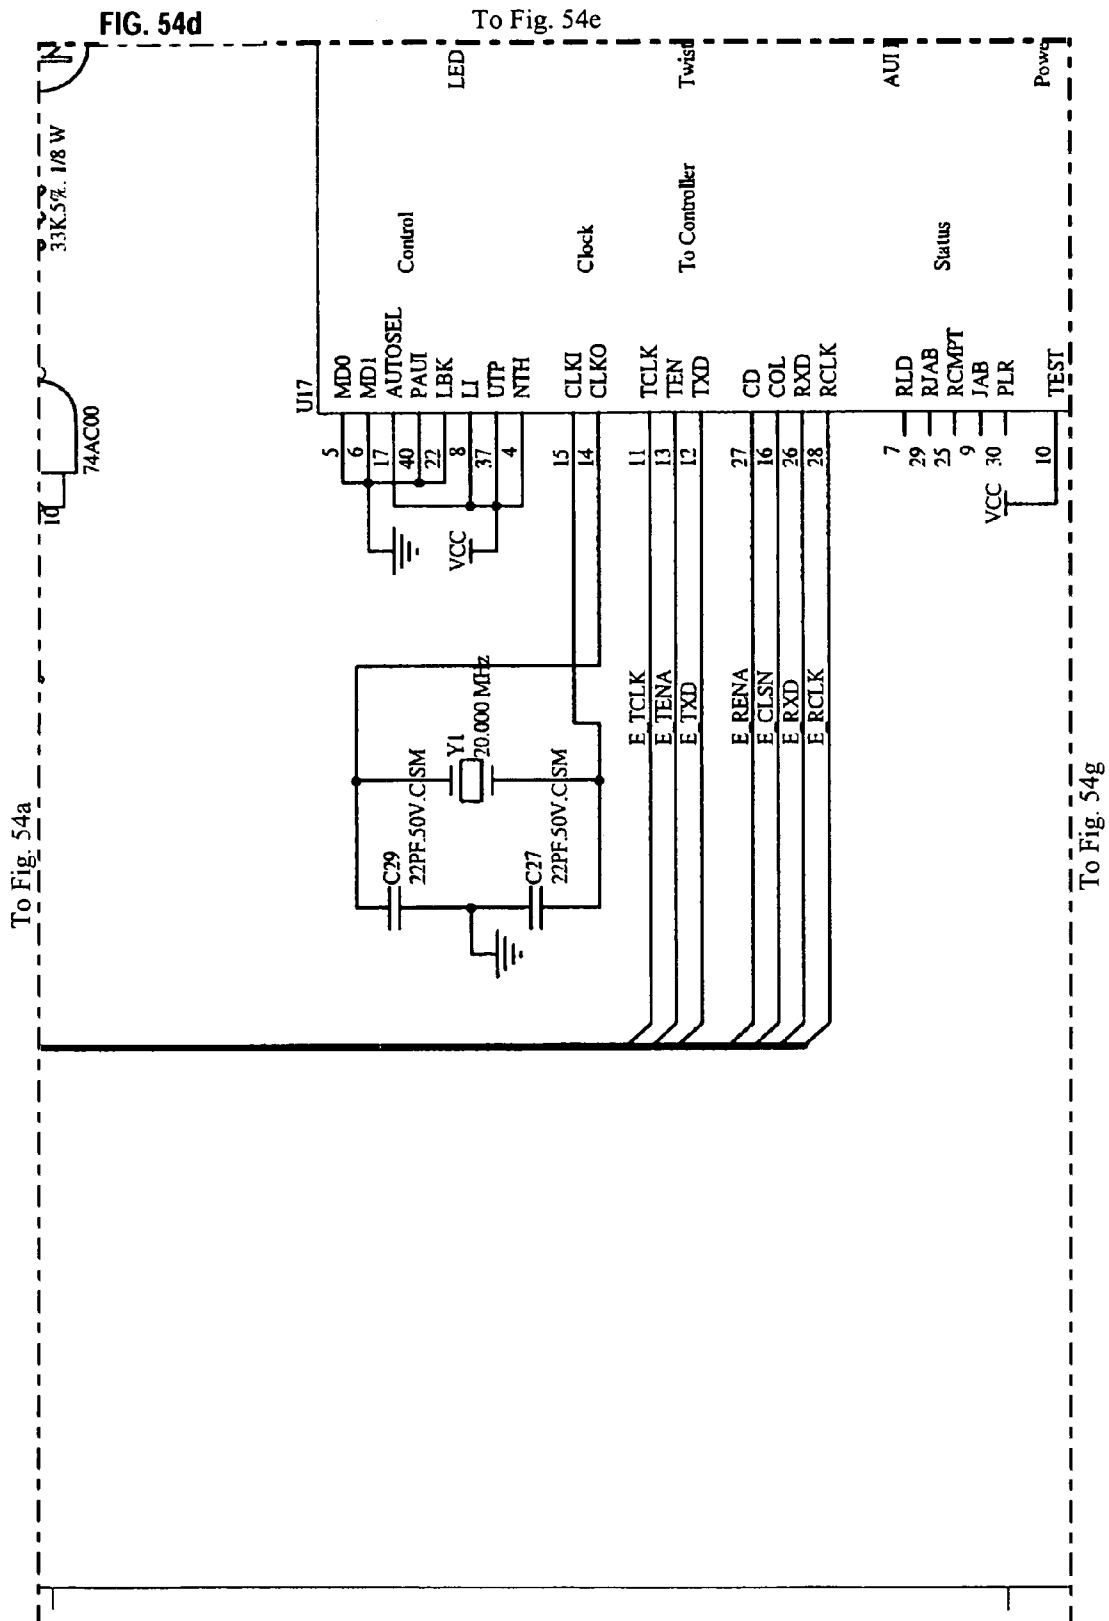 FIG. 54d
To Fig. 54e
To Fig. 54a
To Fig. 54g
33K.5%. 1/8 W
10
74AC00
U17
LED
Twist
AUI
Powe
Control
Clock
To Controller
Status
5 MD0
6 MD1
17 AUTOSEL
40 PAUI
22 LBK
8 LI
37 UTP
4 NTH
VCC
15 CLKI
14 CLKO
11 TCLK
13 TEN
12 TXD
27 CD
16 COL
26 RXD
28 RCLK
7 RLD
29 RJAB
25 RCMPT
9 JAB
30 PLR
VCC
10 TEST
Y1
20.000 MHz
C29
22PF.50V.C.SM
C27
22PF.50V.C.SM
E_TCLK
E_TENA
E_TXD
E_RENA
E_CLSN
E_RXD
E_RCLK